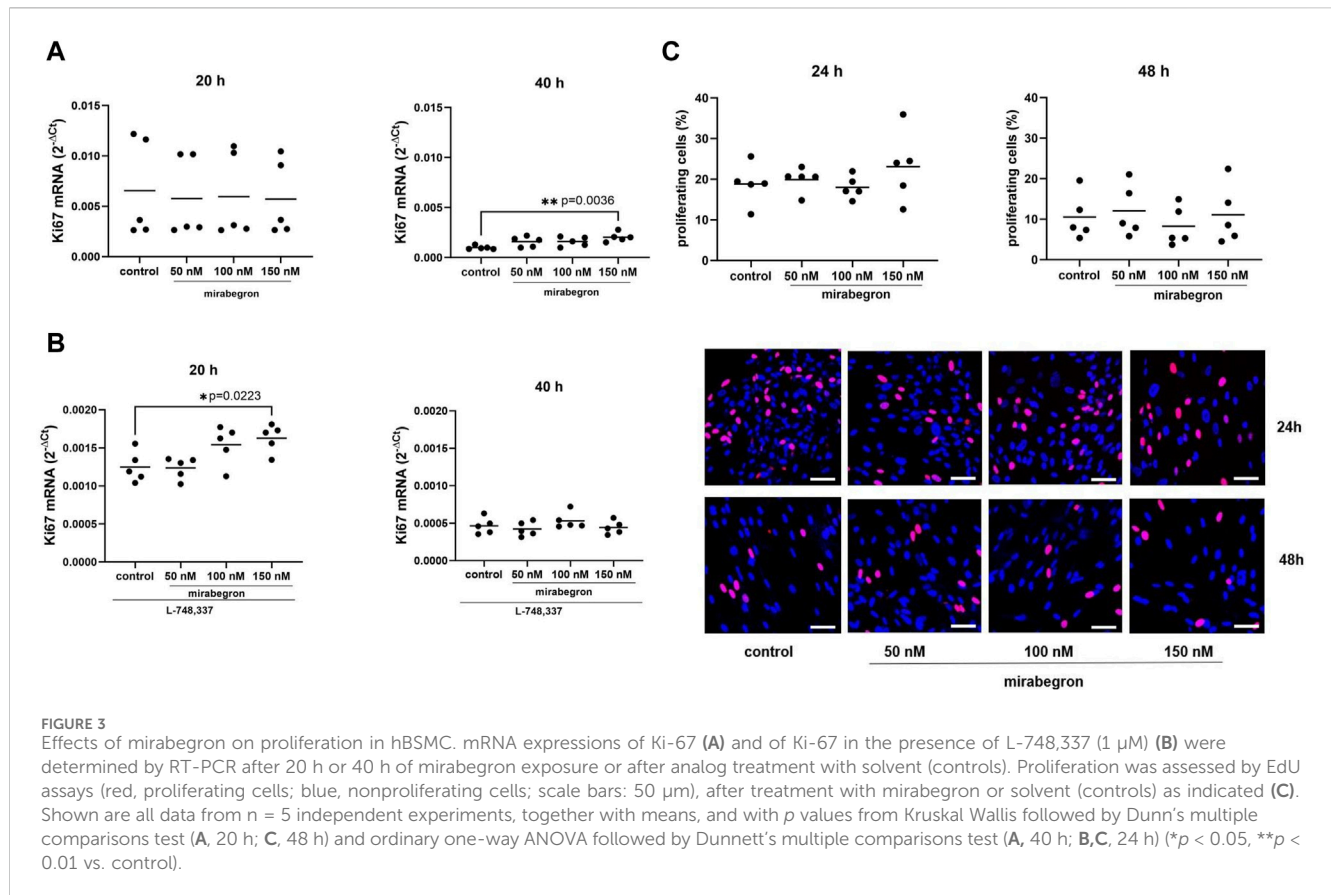 A
20 h
Ki67 mRNA (2^-ΔCt)
0.015
0.010
0.005
0.000
control 50 nM 100 nM 150 nM
mirabegron
40 h
Ki67 mRNA (2^-ΔCt)
0.015
0.010
0.005
0.000
** p=0.0036
control 50 nM 100 nM 150 nM
mirabegron
B
20 h
Ki67 mRNA (2^-ΔCt)
0.0020
0.0015
0.0010
0.0005
0.0000
*p=0.0223
control 50 nM 100 nM 150 nM
mirabegron
L-748,337
40 h
Ki67 mRNA (2^-ΔCt)
0.0020
0.0015
0.0010
0.0005
0.0000
control 50 nM 100 nM 150 nM
mirabegron
L-748,337
C
24 h
proliferating cells (%)
40
30
20
10
0
control 50 nM 100 nM 150 nM
mirabegron
48 h
proliferating cells (%)
40
30
20
10
0
control 50 nM 100 nM 150 nM
mirabegron
24h
48h
control 50 nM 100 nM 150 nM
mirabegron
FIGURE 3
Effects of mirabegron on proliferation in hBSMC. mRNA expressions of Ki-67 (A) and of Ki-67 in the presence of L-748,337 (1 μM) (B) were
determined by RT-PCR after 20 h or 40 h of mirabegron exposure or after analog treatment with solvent (controls). Proliferation was assessed by EdU
assays (red, proliferating cells; blue, nonproliferating cells; scale bars: 50 μm), after treatment with mirabegron or solvent (controls) as indicated (C).
Shown are all data from n = 5 independent experiments, together with means, and with p values from Kruskal Wallis followed by Dunn's multiple
comparisons test (A, 20 h; C, 48 h) and ordinary one-way ANOVA followed by Dunnett's multiple comparisons test (A, 40 h; B,C, 24 h) (*p < 0.05, **p <
0.01 vs. control).